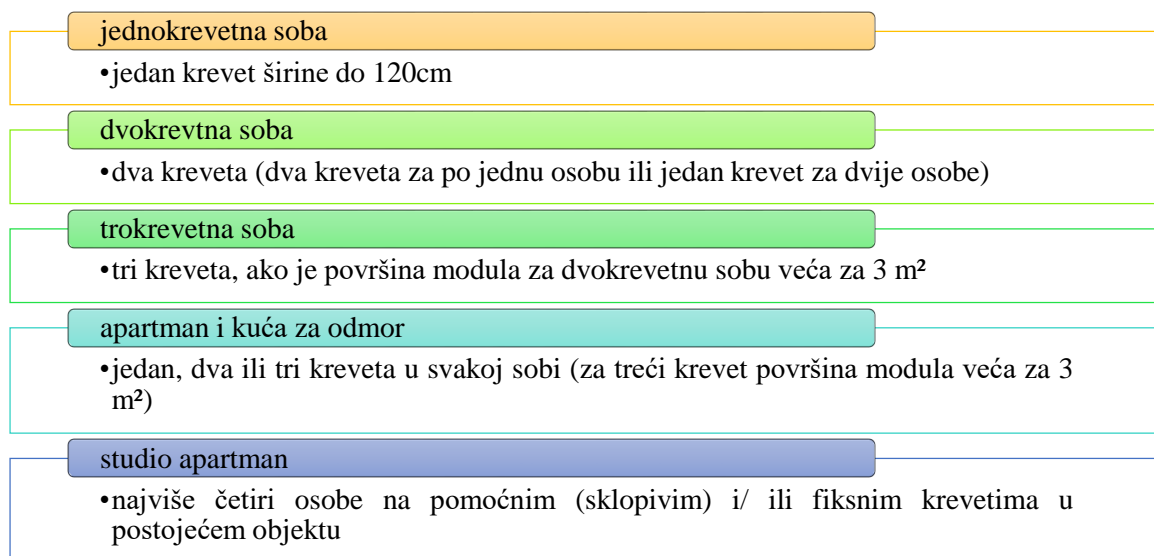 jednokrevetna soba
•jedan krevet širine do 120cm
dvokrevtna soba
•dva kreveta (dva kreveta za po jednu osobu ili jedan krevet za dvije osobe)
trokrevetna soba
•tri kreveta, ako je površina modula za dvokrevetnu sobu veća za 3 m²
apartman i kuća za odmor
•jedan, dva ili tri kreveta u svakoj sobi (za treći krevet površina modula veća za 3
m²)
studio apartman
•najviše četiri osobe na pomoćnim (sklopivim) i/ ili fiksnim krevetima u
postojećem objektu